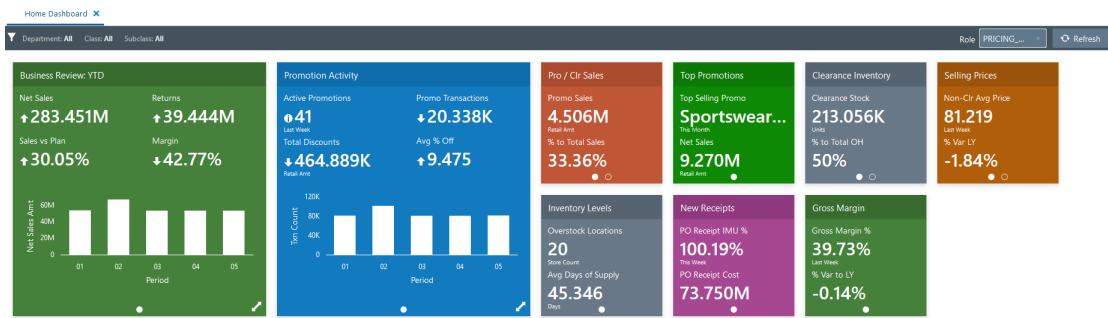 Home Dashboard
Department: All Class: All Subclass: All Role PRICING_... Refresh
Business Review: YTD
Net Sales Returns
283.451M 39.444M
Sales vs Plan Margin
30.05% 42.77%
Net Sales Amt
60M
40M
20M
0
01 02 03 04 05
Period
Promotion Activity
Active Promotions Promo Transactions
41 20.338K
Last Week
Total Discounts Avg % Off
464.889K 9.475
Retail Amt
Txn Count
120K
80K
40K
0
01 02 03 04 05
Period
Pro / Clr Sales
Promo Sales
4.506M
Retail Amt
% to Total Sales
33.36%
Top Promotions
Top Selling Promo
Sportswear...
This Month
Net Sales
9.270M
Retail Amt
Clearance Inventory
Clearance Stock
213.056K
Units
% to Total OH
50%
Selling Prices
Non-Clr Avg Price
81.219
Last Week
% Var LY
-1.84%
Inventory Levels
Overstock Locations
20
Store Count
Avg Days of Supply
45.346
Days
New Receipts
PO Receipt IMU %
100.19%
This Week
PO Receipt Cost
73.750M
Gross Margin
Gross Margin %
39.73%
Last Week
% Var to LY
-0.14%